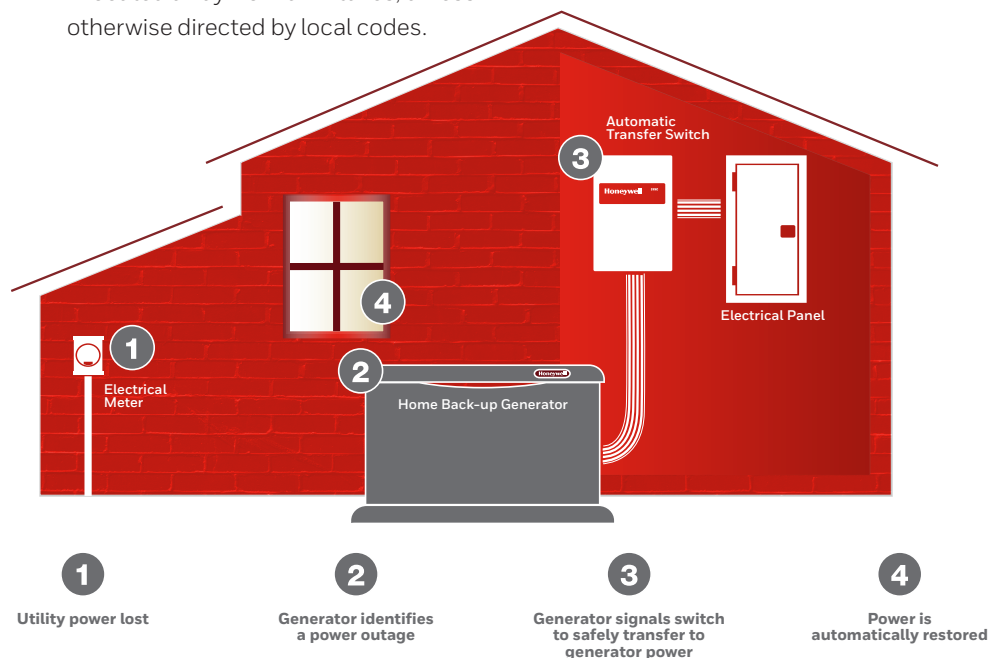 otherwise directed by local codes.
Automatic
Transfer Switch
3
Honeywell
4
Electrical Panel
1
2
Honeywell
Electrical
Meter
Home Back-up Generator
1
2
3
4
Utility power lost
Generator identifies
a power outage
Generator signals switch
to safely transfer to
generator power
Power is
automatically restored